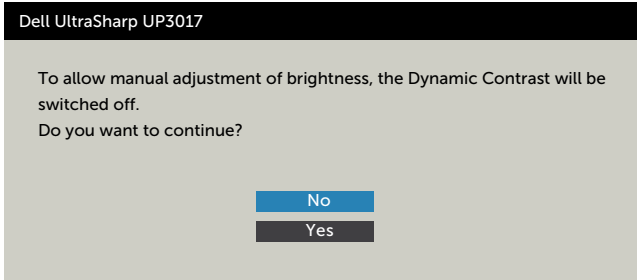 Dell UltraSharp UP3017
To allow manual adjustment of brightness, the Dynamic Contrast will be
switched off.
Do you want to continue?
No
Yes